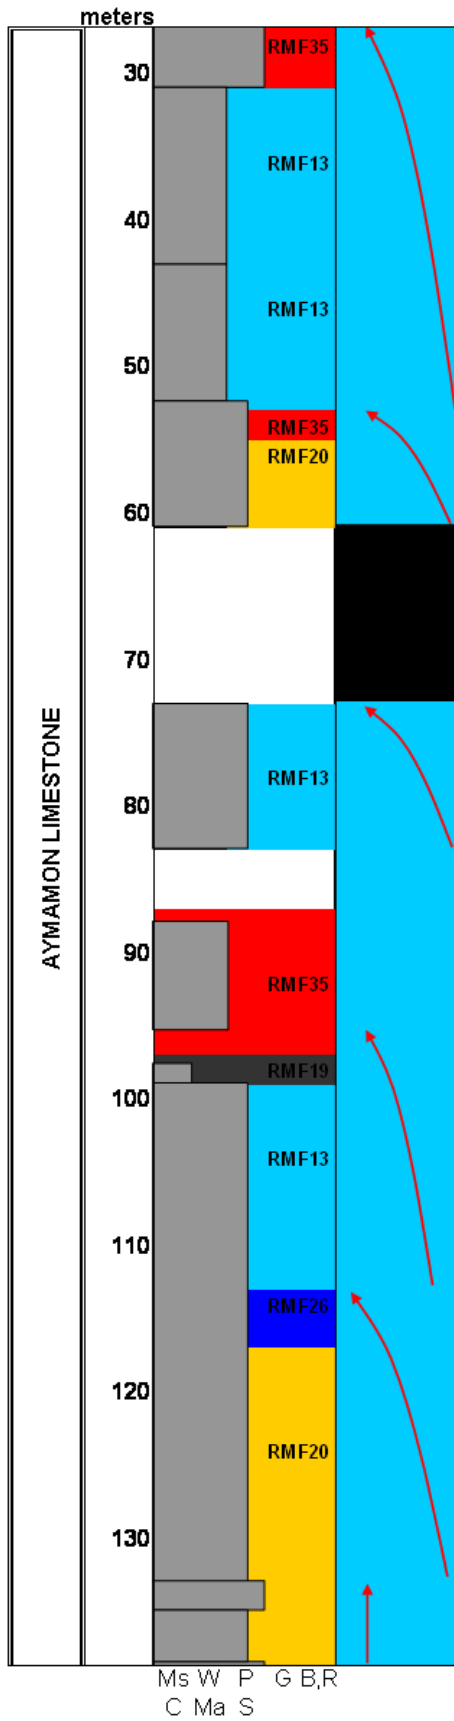 meters
RMF35
30
RMF13
40
RMF13
50
RMF35
RMF20
60
70
AYMAMON LIMESTONE
RMF13
80
90
RMF35
RMF19
100
RMF13
110
RMF26
120
RMF20
130
Ms W P G B,R
C Ma S